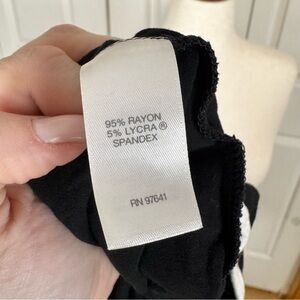 95% RAYON
5% LYCRA®
SPANDEX
RN 97641